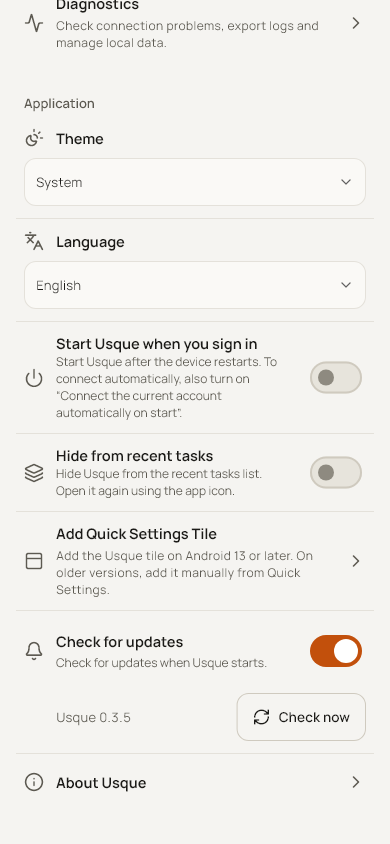 Diagnostics
Check connection problems, export logs and
manage local data.
Application
Theme
System
Language
English
Start Usque when you sign in
Start Usque after the device restarts. To
connect automatically, also turn on
"Connect the current account
automatically on start".
Hide from recent tasks
Hide Usque from the recent tasks list.
Open it again using the app icon.
Add Quick Settings Tile
Add the Usque tile on Android 13 or later. On
older versions, add it manually from Quick
Settings.
Check for updates
Check for updates when Usque starts.
Usque 0.3.5
Check now
About Usque